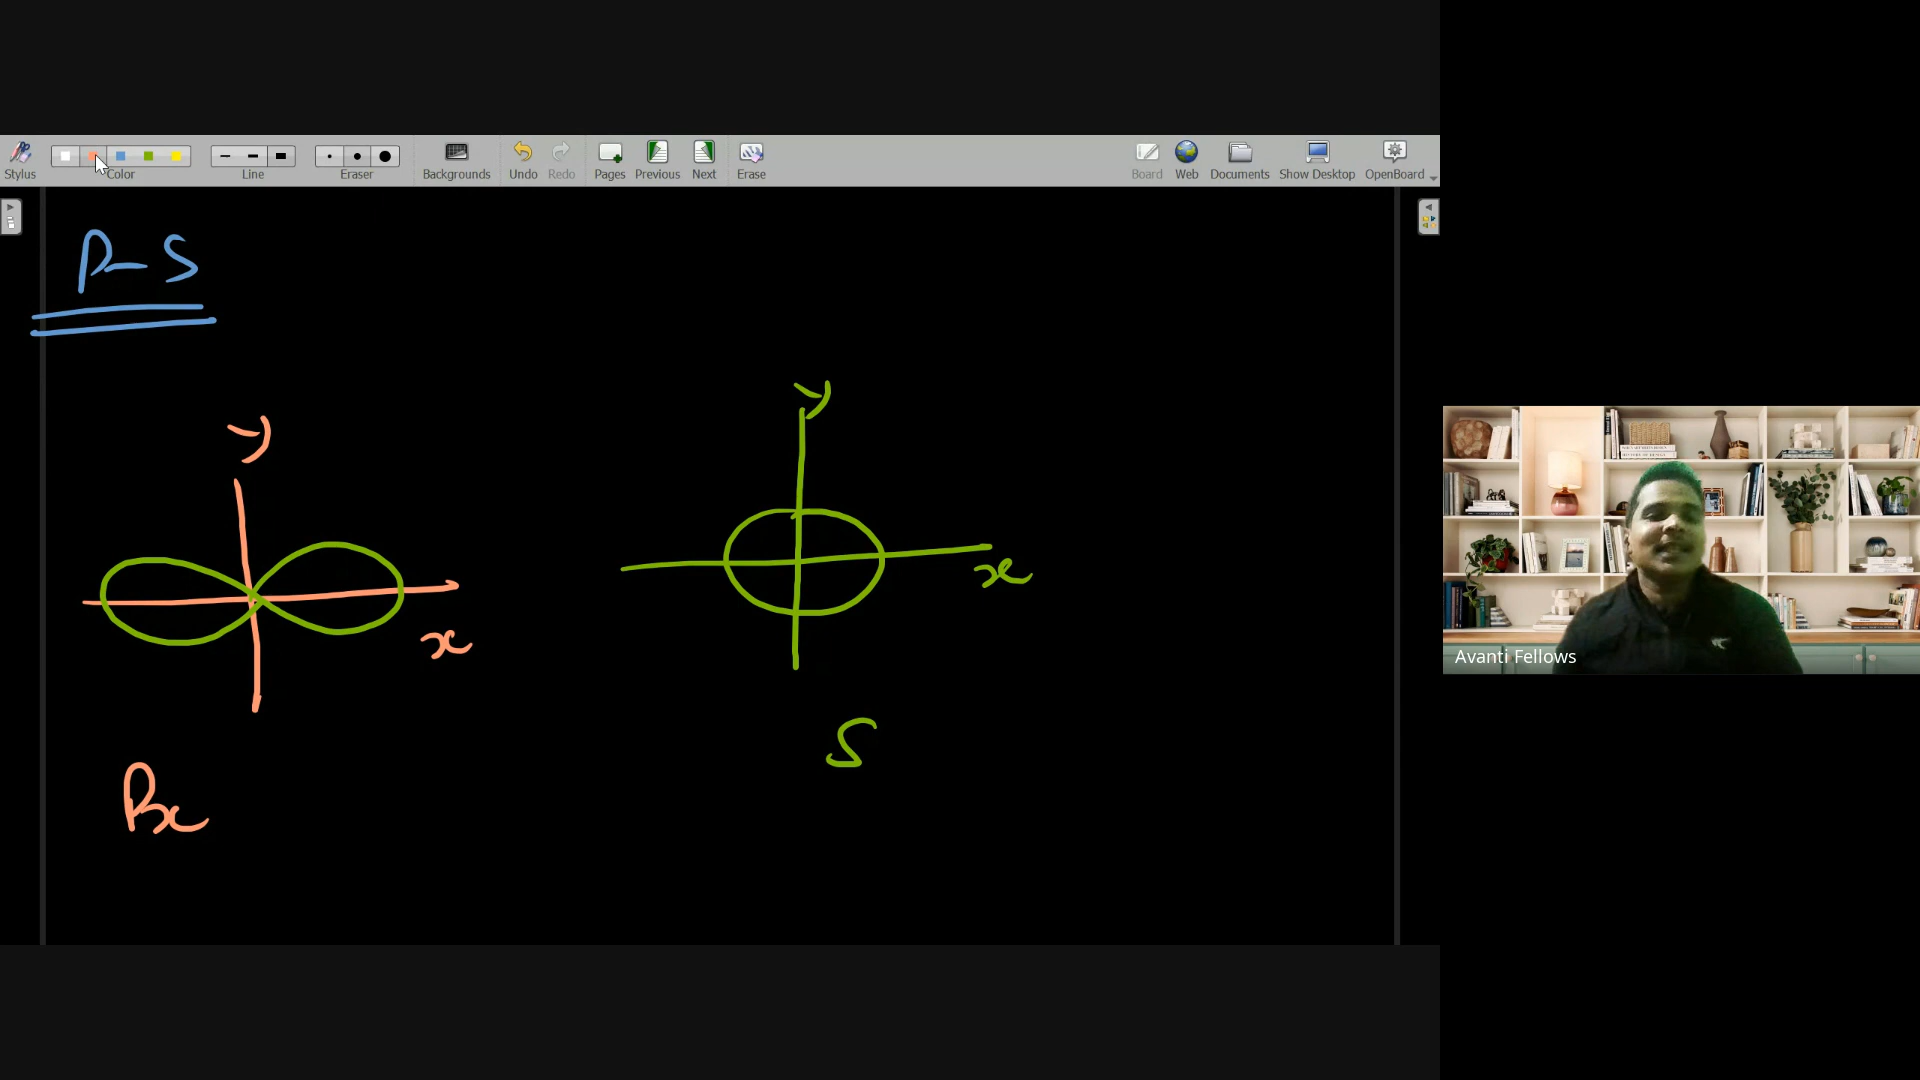 Stylus
Color
Line
Eraser
Backgrounds
Undo
Redo
Pages
Previous
Next
Erase
Board
Web
Documents
Show Desktop
OpenBoard
P-S
y
x
Px
y
x
S
Avanti Fellows